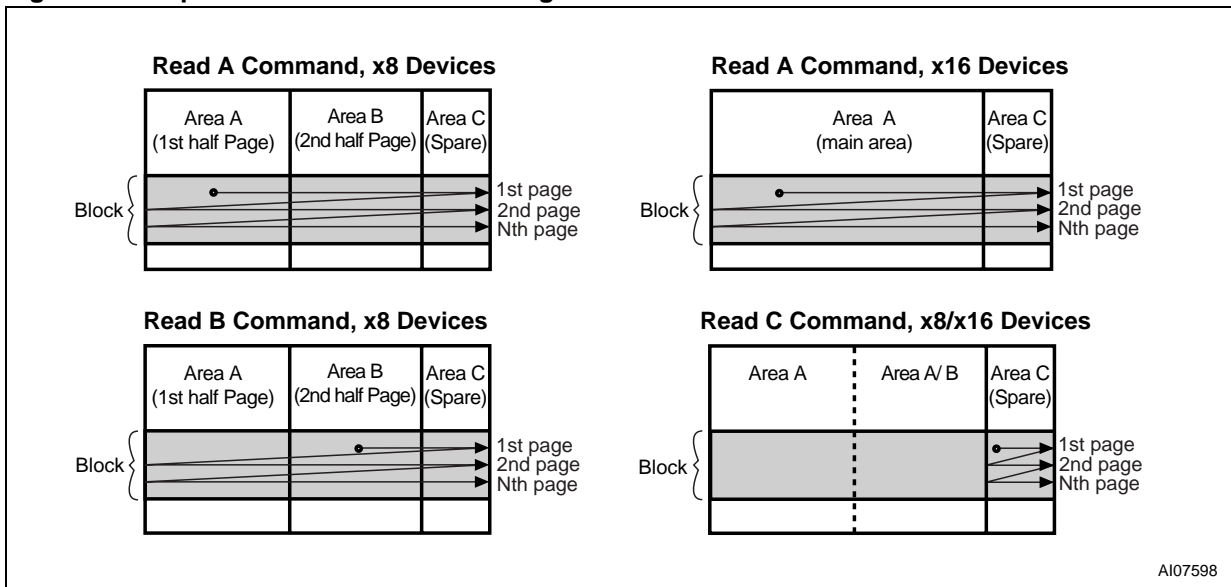 Read A Command, x8 Devices
Area A
(1st half Page)
Area B
(2nd half Page)
Area C
(Spare)
Block
1st page
2nd page
Nth page
Read A Command, x16 Devices
Area A
(main area)
Area C
(Spare)
Block
1st page
2nd page
Nth page
Read B Command, x8 Devices
Area A
(1st half Page)
Area B
(2nd half Page)
Area C
(Spare)
Block
1st page
2nd page
Nth page
Read C Command, x8/x16 Devices
Area A
Area A/ B
Area C
(Spare)
Block
1st page
2nd page
Nth page
AI07598